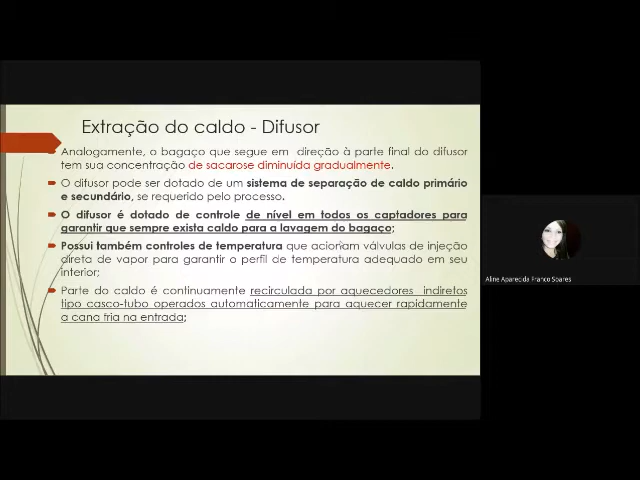 Extração do caldo - Difusor
Analogamente, o bagaço que segue em direção à parte final do difusor
tem sua concentração de sacarose diminuída gradualmente.
O difusor pode ser dotado de um sistema de separação de caldo primário
e secundário, se requerido pelo processo.
O difusor é dotado de controle de nível em todos os captadores para
garantir que sempre exista caldo para a lavagem do bagaço;
Possui também controles de temperatura que acionam válvulas de injeção
direta de vapor para garantir o perfil de temperatura adequado em seu
interior;
Parte do caldo é continuamente recirculada por aquecedores indiretos
tipo casco-tubo operados automaticamente para aquecer rapidamente
a cana fria na entrada;
Aline Aparecida Franco Soares